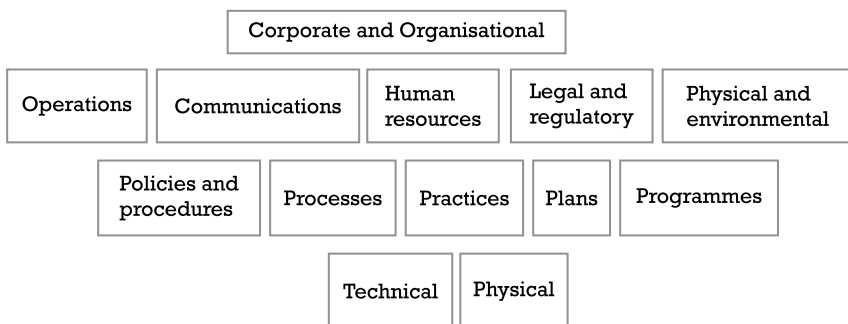 Corporate and Organisational
Operations
Communications
Human
resources
Legal and
regulatory
Physical and
environmental
Policies and
procedures
Processes
Practices
Plans
Programmes
Technical
Physical